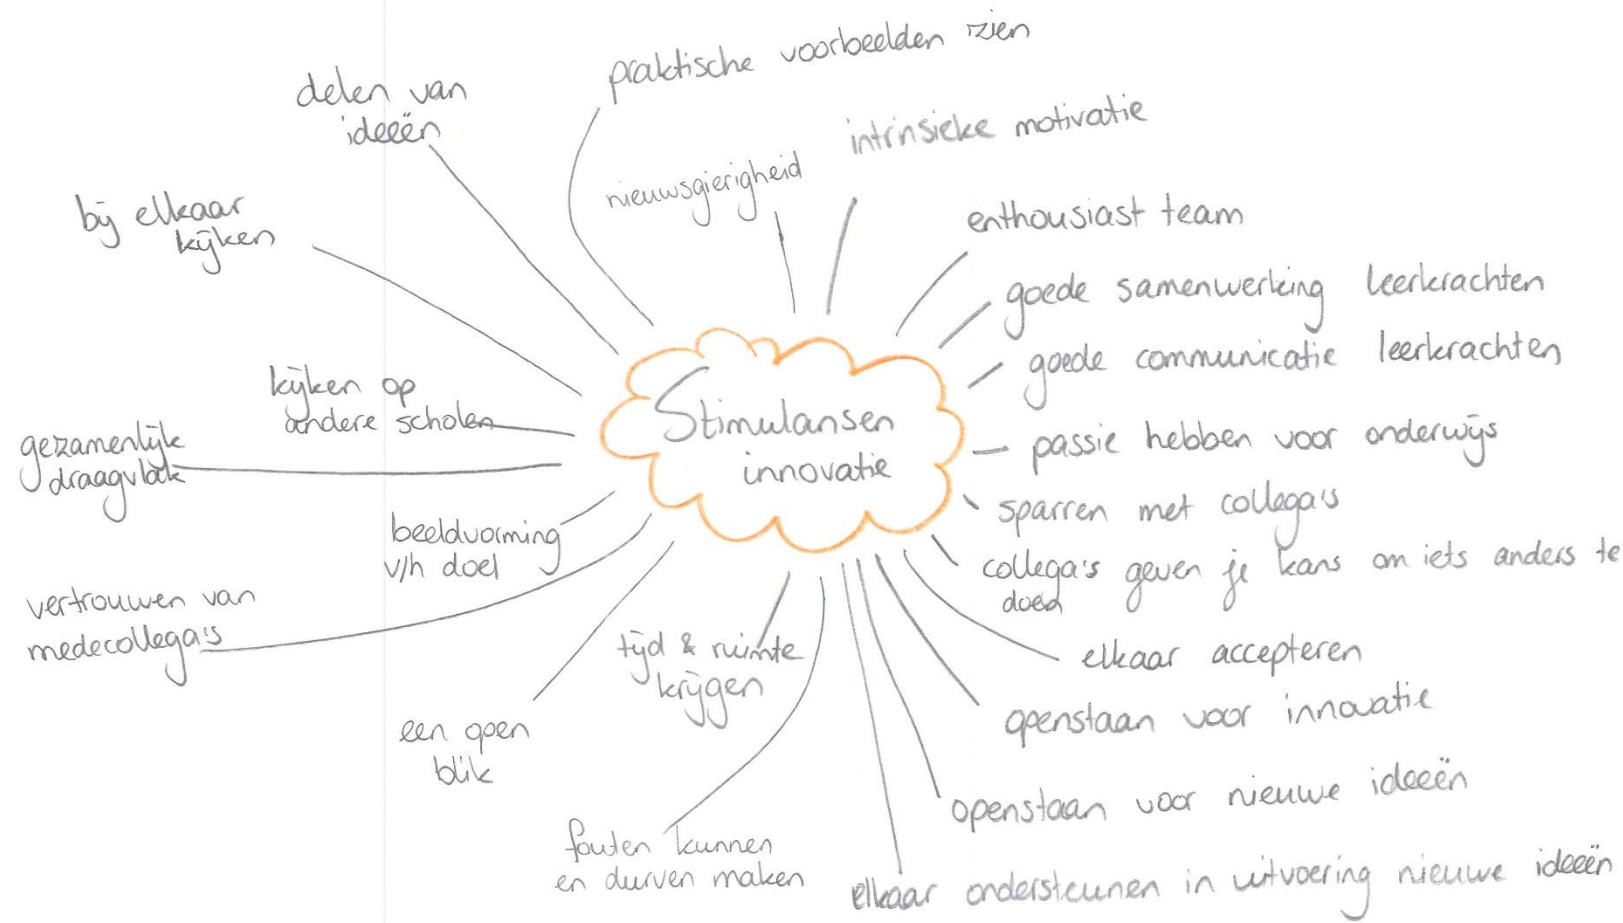 praktische voorbeelden zien
delen van
ideeën
intrinsieke motivatie
nieuwsgierigheid
bij elkaar
kijken
enthousiast team
goede samenwerking leerkrachten
goede communicatie leerkrachten
kijken op
andere scholen
Stimulansen
innovatie
gezamenlijk
draagvlak
passie hebben voor onderwijs
sparren met collega's
beeldvorming
v/h doel
collega's geven je kans om iets anders te
doen
vertrouwen van
medecollega's
tijd & ruimte
krijgen
elkaar accepteren
openstaan voor innovatie
een open
blik
openstaan voor nieuwe ideeën
fouten kunnen
en durven maken
elkaar ondersteunen in uitvoering nieuwe ideeën